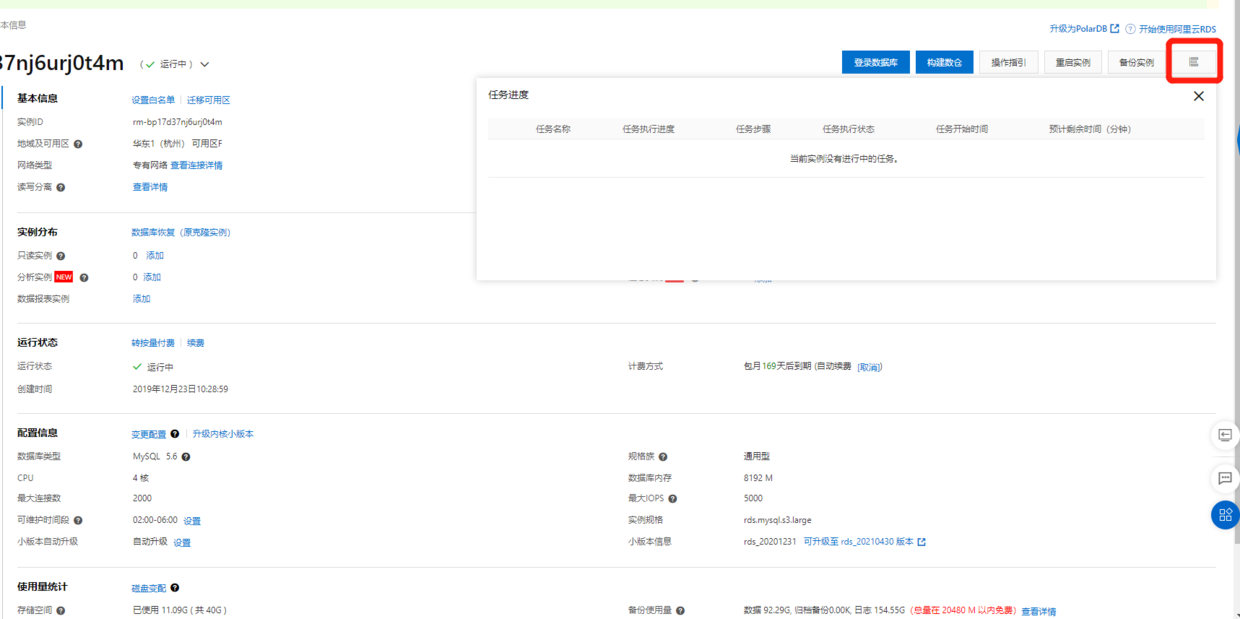 本信息
升级为PolarDB 开始使用阿里云RDS
37nj6urj0t4m ( 运行中 )
登录数据库 构建数仓 操作指引 重启实例 备份实例
任务进度
任务名称 任务执行进度 任务步骤 任务执行状态 任务开始时间 预计剩余时间（分钟）
当前实例没有进行中的任务。
基本信息 设置白名单 迁移可用区
实例ID rm-bp17d37nj6urj0t4m
地域及可用区 华东1（杭州） 可用区F
网络类型 专有网络 查看连接详情
读写分离 查看详情
实例分布 数据库恢复（原克隆实例）
只读实例 0 添加
分析实例 NEW 0 添加
数据报表实例 添加
运行状态 转按量付费 续费
运行状态 运行中 计费方式 包月169天后到期 (自动续费 [取消])
创建时间 2019年12月23日10:28:59
配置信息 变更配置 升级内核小版本
数据库类型 MySQL 5.6 规格族 通用型
CPU 4 核 数据库内存 8192 M
最大连接数 2000 最大IOPS 5000
可维护时间段 02:00-06:00 设置 实例规格 rds.mysql.s3.large
小版本自动升级 自动升级 设置 小版本信息 rds_20201231 可升级至 rds_20210430 版本
使用量统计 磁盘变配
存储空间 已使用 11.09G ( 共 40G ) 备份使用量 数据 92.29G, 归档备份0.00K, 日志 154.55G (总量在 20480 M 以内免费) 查看详情